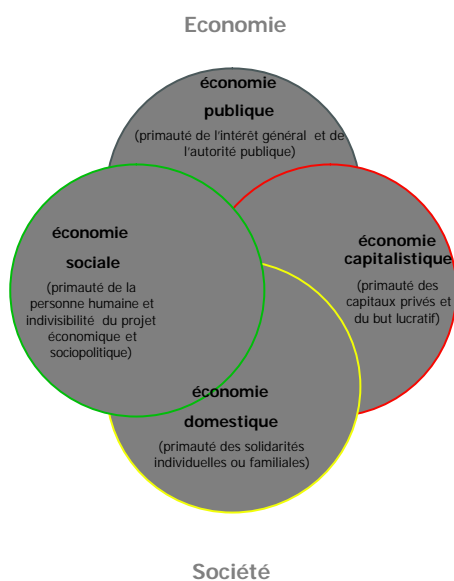 Economie
économie
publique
(primauté de l'intérêt général et de
l'autorité publique)
économie
sociale
(primauté de la
personne humaine et
indivisibilité du projet
économique et
sociopolitique)
économie
capitalistique
(primauté des
capitaux privés et
du but lucratif)
économie
domestique
(primauté des solidarités
individuelles ou familiales)
Société